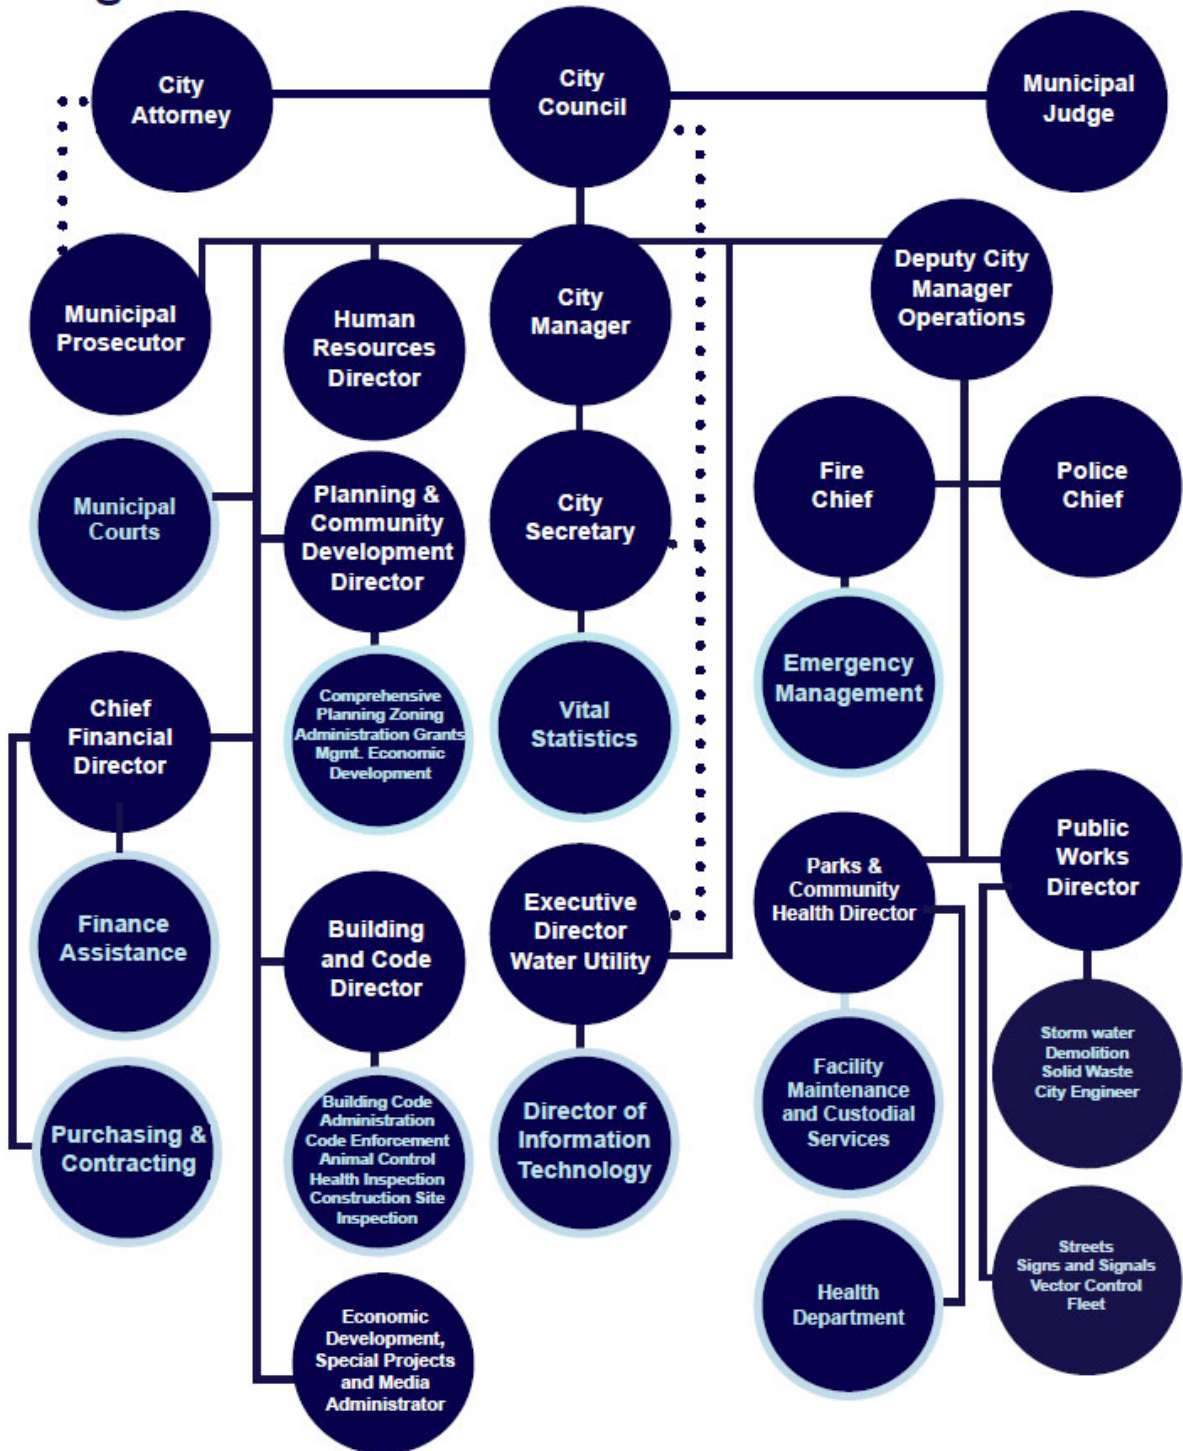 City
Attorney
City
Council
Municipal
Judge
Municipal
Prosecutor
Human
Resources
Director
City
Manager
Deputy City
Manager
Operations
Municipal
Courts
Planning &
Community
Development
Director
City
Secretary
Fire
Chief
Police
Chief
Chief
Financial
Director
Comprehensive
Planning Zoning
Administration Grants
Mgmt. Economic
Development
Vital
Statistics
Emergency
Management
Finance
Assistance
Building
and Code
Director
Executive
Director
Water Utility
Parks &
Community
Health Director
Public
Works
Director
Purchasing &
Contracting
Building Code
Administration
Code Enforcement
Animal Control
Health Inspection
Construction Site
Inspection
Director of
Information
Technology
Facility
Maintenance
and Custodial
Services
Storm water
Demolition
Solid Waste
City Engineer
Economic
Development,
Special Projects
and Media
Administrator
Health
Department
Streets
Signs and Signals
Vector Control
Fleet